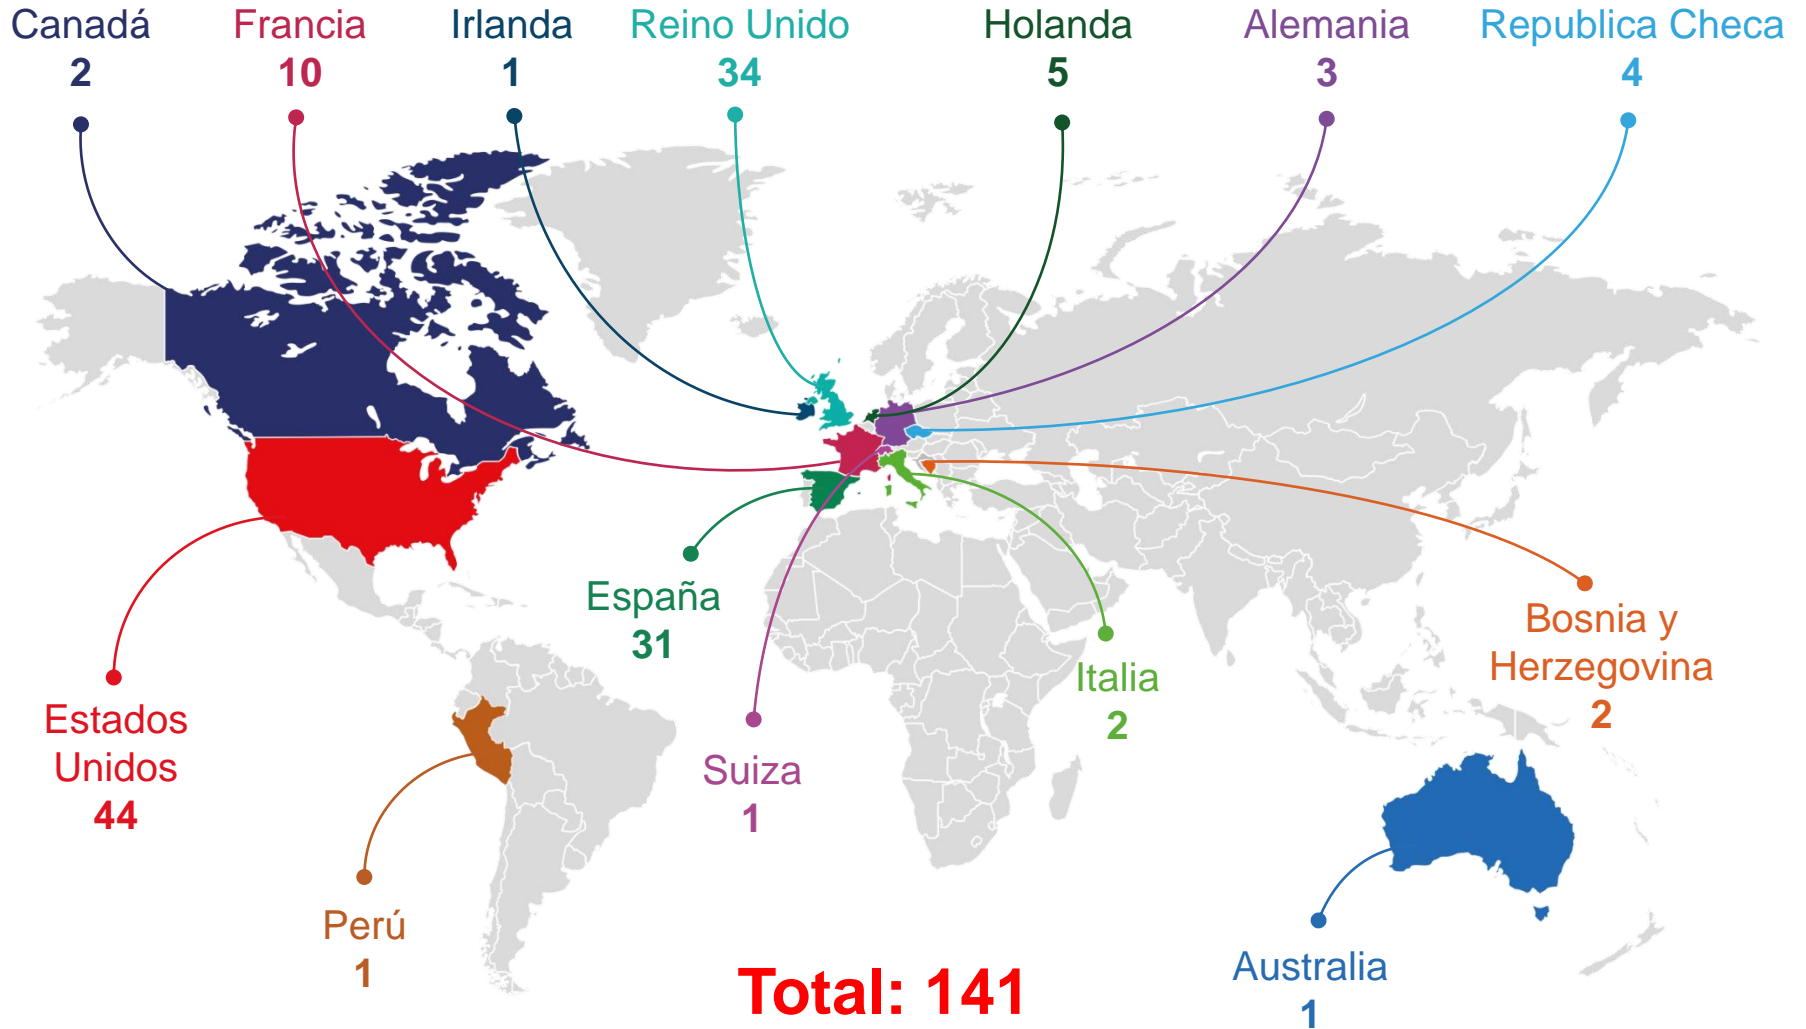 Canadá
2
Francia
10
Irlanda
1
Reino Unido
34
Holanda
5
Alemania
3
Republica Checa
4
España
31
Bosnia y
Herzegovina
2
Italia
2
Estados
Unidos
44
Suiza
1
Perú
1
Australia
1
Total: 141